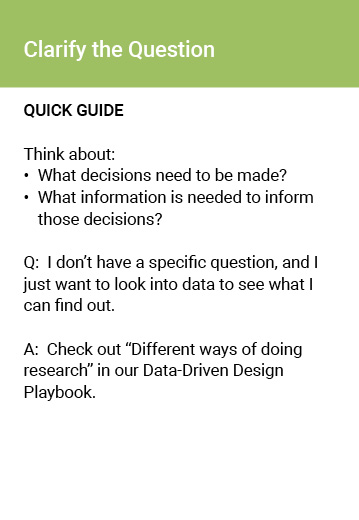 Clarify the Question
QUICK GUIDE
Think about:
• What decisions need to be made?
• What information is needed to inform
those decisions?
Q:  I don’t have a specific question, and I
just want to look into data to see what I
can find out.
A:  Check out “Different ways of doing
research” in our Data-Driven Design
Playbook.